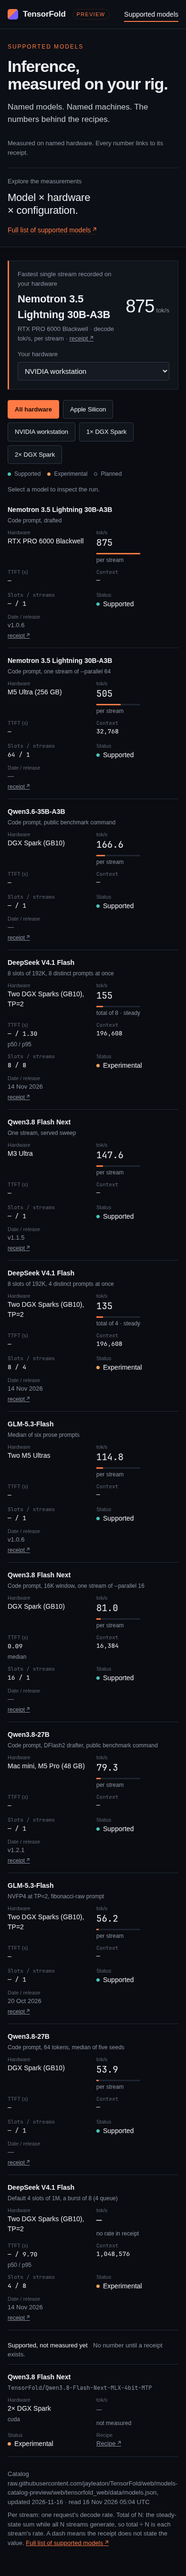 TensorFold PREVIEW Supported models
SUPPORTED MODELS
Inference,
measured on your rig.
Named models. Named machines. The
numbers behind the recipes.
Measured on named hardware. Every number links to its
receipt.
Explore the measurements
Model × hardware
× configuration.
Full list of supported models ↗
Fastest single stream recorded on
your hardware
Nemotron 3.5
Lightning 30B-A3B
875 tok/s
RTX PRO 6000 Blackwell · decode
tok/s, per stream · receipt ↗
Your hardware
NVIDIA workstation
All hardware
Apple Silicon
NVIDIA workstation
1× DGX Spark
2× DGX Spark
Supported Experimental Planned
Select a model to inspect the run.
Nemotron 3.5 Lightning 30B-A3B
Code prompt, drafted
Hardware tok/s
RTX PRO 6000 Blackwell 875
per stream
TTFT (s) Context
— —
Slots / streams Status
— / 1 Supported
Date / release
v1.0.6
receipt ↗
Nemotron 3.5 Lightning 30B-A3B
Code prompt, one stream of --parallel 64
Hardware tok/s
M5 Ultra (256 GB) 505
per stream
TTFT (s) Context
— 32,768
Slots / streams Status
64 / 1 Supported
Date / release
—
receipt ↗
Qwen3.6-35B-A3B
Code prompt, public benchmark command
Hardware tok/s
DGX Spark (GB10) 166.6
per stream
TTFT (s) Context
— —
Slots / streams Status
— / 1 Supported
Date / release
—
receipt ↗
DeepSeek V4.1 Flash
8 slots of 192K, 8 distinct prompts at once
Hardware tok/s
Two DGX Sparks (GB10), 155
TP=2
total of 8 · steady
TTFT (s) Context
— / 1.30 196,608
p50 / p95
Slots / streams Status
8 / 8 Experimental
Date / release
14 Nov 2026
receipt ↗
Qwen3.8 Flash Next
One stream, served sweep
Hardware tok/s
M3 Ultra 147.6
per stream
TTFT (s) Context
— —
Slots / streams Status
— / 1 Supported
Date / release
v1.1.5
receipt ↗
DeepSeek V4.1 Flash
8 slots of 192K, 4 distinct prompts at once
Hardware tok/s
Two DGX Sparks (GB10), 135
TP=2
total of 4 · steady
TTFT (s) Context
— 196,608
Slots / streams Status
8 / 4 Experimental
Date / release
14 Nov 2026
receipt ↗
GLM-5.3-Flash
Median of six prose prompts
Hardware tok/s
Two M5 Ultras 114.8
per stream
TTFT (s) Context
— —
Slots / streams Status
— / 1 Supported
Date / release
v1.0.6
receipt ↗
Qwen3.8 Flash Next
Code prompt, 16K window, one stream of --parallel 16
Hardware tok/s
DGX Spark (GB10) 81.0
per stream
TTFT (s) Context
0.09 16,384
median
Slots / streams Status
16 / 1 Supported
Date / release
—
receipt ↗
Qwen3.8-27B
Code prompt, DFlash2 drafter, public benchmark command
Hardware tok/s
Mac mini, M5 Pro (48 GB) 79.3
per stream
TTFT (s) Context
— —
Slots / streams Status
— / 1 Supported
Date / release
v1.2.1
receipt ↗
GLM-5.3-Flash
NVFP4 at TP=2, fibonacci-raw prompt
Hardware tok/s
Two DGX Sparks (GB10), 56.2
TP=2
per stream
TTFT (s) Context
— —
Slots / streams Status
— / 1 Supported
Date / release
20 Oct 2026
receipt ↗
Qwen3.8-27B
Code prompt, 64 tokens, median of five seeds
Hardware tok/s
DGX Spark (GB10) 53.9
per stream
TTFT (s) Context
— —
Slots / streams Status
— / 1 Supported
Date / release
—
receipt ↗
DeepSeek V4.1 Flash
Default 4 slots of 1M, a burst of 8 (4 queue)
Hardware tok/s
Two DGX Sparks (GB10), —
TP=2
no rate in receipt
TTFT (s) Context
— / 9.70 1,048,576
p50 / p95
Slots / streams Status
4 / 8 Experimental
Date / release
14 Nov 2026
receipt ↗
Supported, not measured yet No number until a receipt
exists.
Qwen3.8 Flash Next
TensorFold/Qwen3.8-Flash-Next-MLX-4bit-MTP
Hardware tok/s
2× DGX Spark —
cuda not measured
Status Recipe
Experimental Recipe ↗
Catalog
raw.githubusercontent.com/jayleaton/TensorFold/web/models-
catalog-preview/web/tensorfold_web/data/models.json,
updated 2026-11-16 · read 16 Nov 2026 05:04 UTC
Per stream: one request's decode rate. Total of N: the steady-
state sum while all N streams generate, so total ÷ N is each
stream's rate. A dash means the receipt does not state the
value. Full list of supported models ↗